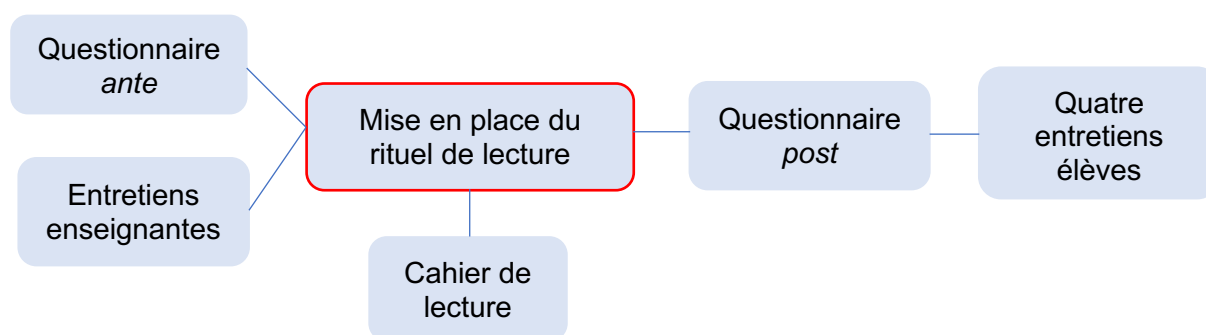 Questionnaire
ante
Entretiens
enseignantes
Mise en place du
rituel de lecture
Cahier de
lecture
Questionnaire
post
Quatre
entretiens
élèves